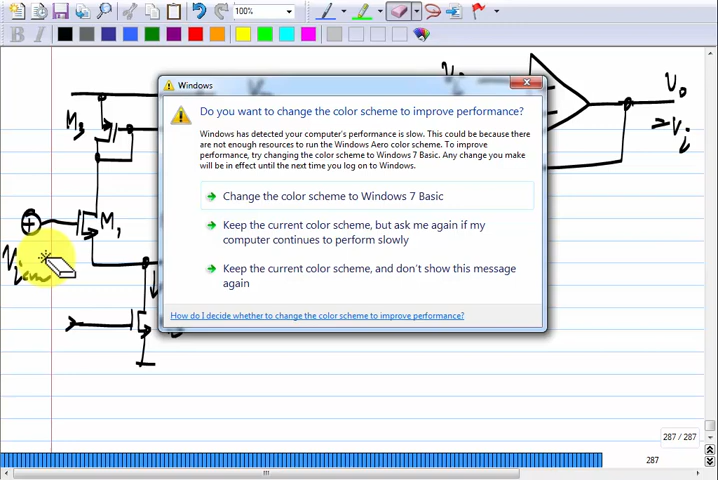 100%
B I
Windows
Do you want to change the color scheme to improve performance?
Windows has detected your computer's performance is slow. This could be because there
are not enough resources to run the Windows Aero color scheme. To improve
performance, try changing the color scheme to Windows 7 Basic. Any change you make
will be in effect until the next time you log on to Windows.
Change the color scheme to Windows 7 Basic
Keep the current color scheme, but ask me again if my
computer continues to perform slowly
Keep the current color scheme, and don't show this message
again
How do I decide whether to change the color scheme to improve performance?
M3
M1
Vicm
Vo
=Vi
287 / 287
287